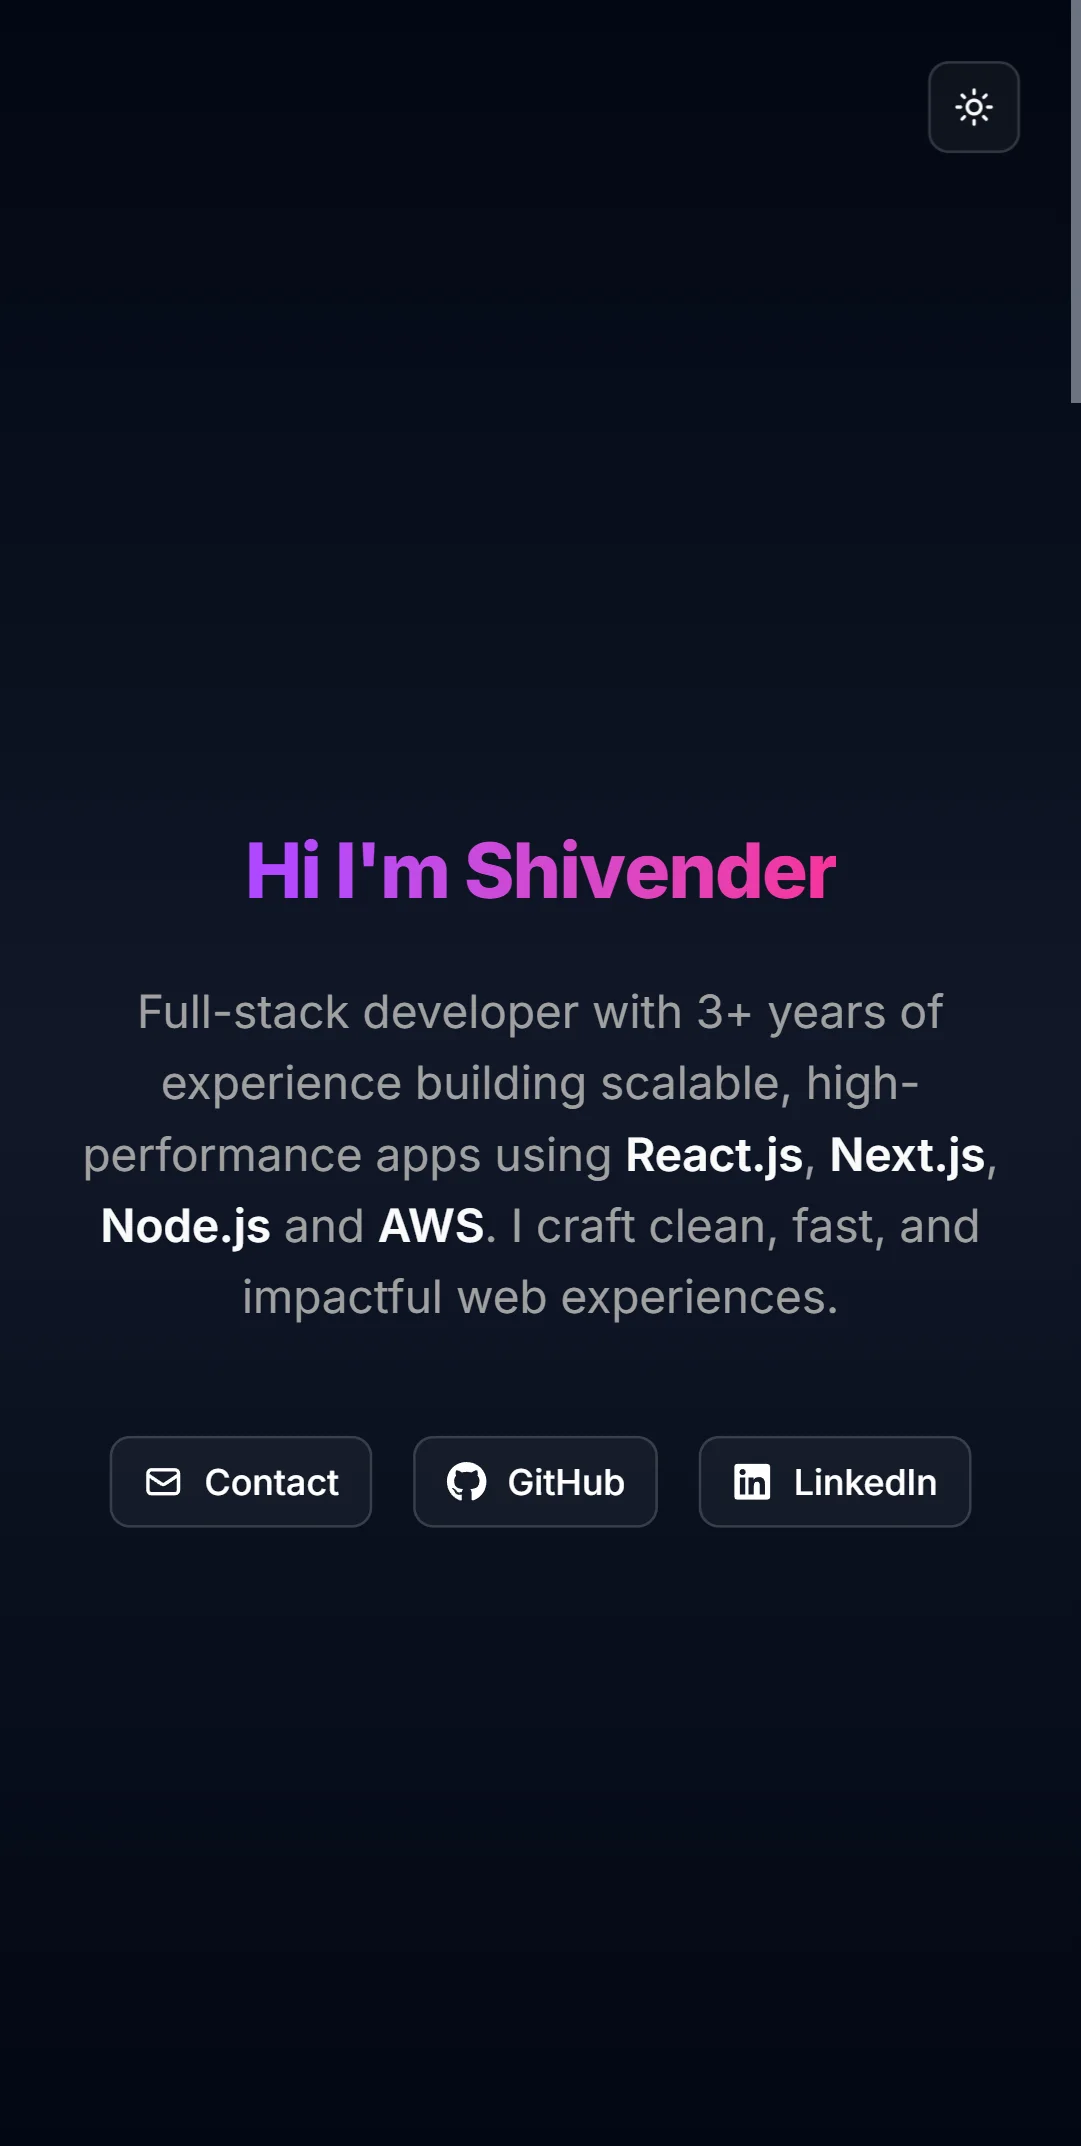 Hi I'm Shivender
Full-stack developer with 3+ years of
experience building scalable, high-
performance apps using React.js, Next.js,
Node.js and AWS. I craft clean, fast, and
impactful web experiences.
Contact GitHub LinkedIn